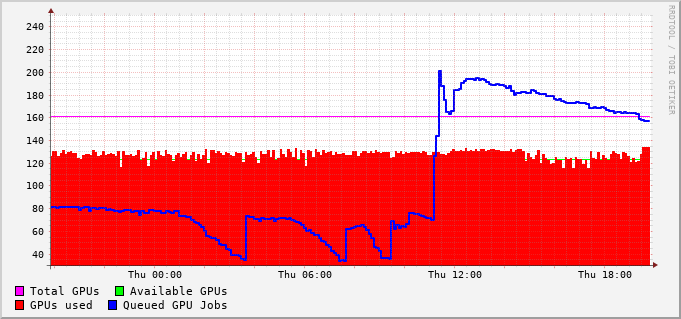 240
220
200
180
160
140
120
100
80
60
40
Thu 00:00 Thu 06:00 Thu 12:00 Thu 18:00
Total GPUs Available GPUs
GPUs used Queued GPU Jobs
RRDTOOL / TOBI OETIKER